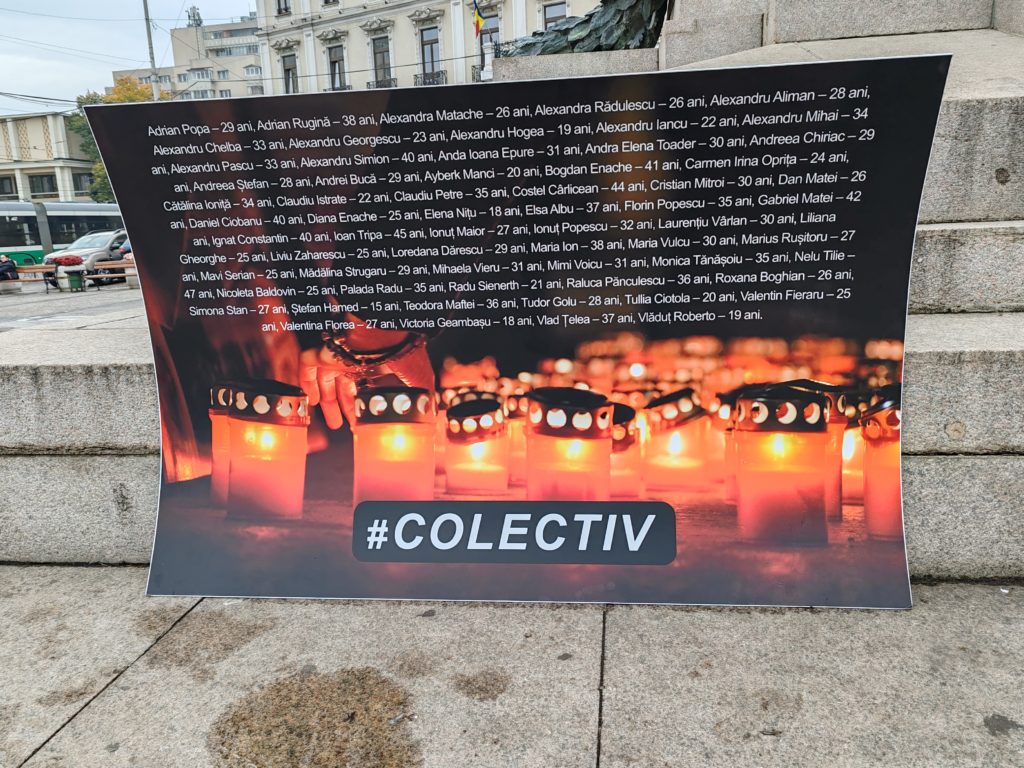 Adrian Popa – 29 ani, Adrian Rugină – 38 ani, Alexandra Matache – 26 ani, Alexandra Rădulescu – 26 ani, Alexandru Aliman – 28 ani,
Alexandru Chelba – 33 ani, Alexandru Georgescu – 23 ani, Alexandru Hogea – 19 ani, Alexandru Iancu – 22 ani, Alexandru Mihai – 34
ani, Alexandru Pascu – 33 ani, Alexandru Simion – 40 ani, Anda Ioana Epure – 31 ani, Andra Elena Toader – 30 ani, Andreea Chiriac – 29
ani, Andreea Ștefan – 28 ani, Andrei Bucă – 29 ani, Ayberk Manci – 20 ani, Bogdan Enache – 41 ani, Carmen Irina Oprița – 24 ani,
Cătălina Ioniță – 34 ani, Claudiu Istrate – 22 ani, Claudiu Petre – 35 ani, Costel Cârlicean – 44 ani, Cristian Mitroi – 30 ani, Dan Matei – 26
ani, Daniel Ciobanu – 40 ani, Diana Enache – 25 ani, Elena Nițu – 18 ani, Elsa Albu – 37 ani, Florin Popescu – 35 ani, Gabriel Matei – 42
ani, Ignat Constantin – 40 ani, Ioan Tripa – 45 ani, Ionuț Maior – 27 ani, Ionuț Popescu – 32 ani, Laurențiu Vârlan – 30 ani, Liliana
Gheorghe – 25 ani, Liviu Zaharescu – 25 ani, Loredana Dărescu – 29 ani, Maria Ion – 38 ani, Maria Vulcu – 30 ani, Marius Rușitoru – 27
ani, Mavi Serian – 25 ani, Mădălina Strugaru – 29 ani, Mihaela Vieru – 31 ani, Mimi Voicu – 31 ani, Monica Tănășoiu – 35 ani, Nelu Tilie –
47 ani, Nicoleta Baldovin – 25 ani, Palada Radu – 35 ani, Radu Sienerth – 21 ani, Raluca Pănculescu – 36 ani, Roxana Boghian – 26 ani,
Simona Stan – 27 ani, Ștefan Hamed – 15 ani, Teodora Maftei – 36 ani, Tudor Golu – 28 ani, Tullia Ciotola – 20 ani, Valentin Fieraru – 25
ani, Valentina Florea – 27 ani, Victoria Geambașu – 18 ani, Vlad Țelea – 37 ani, Vlăduț Roberto – 19 ani.
#COLECTIV